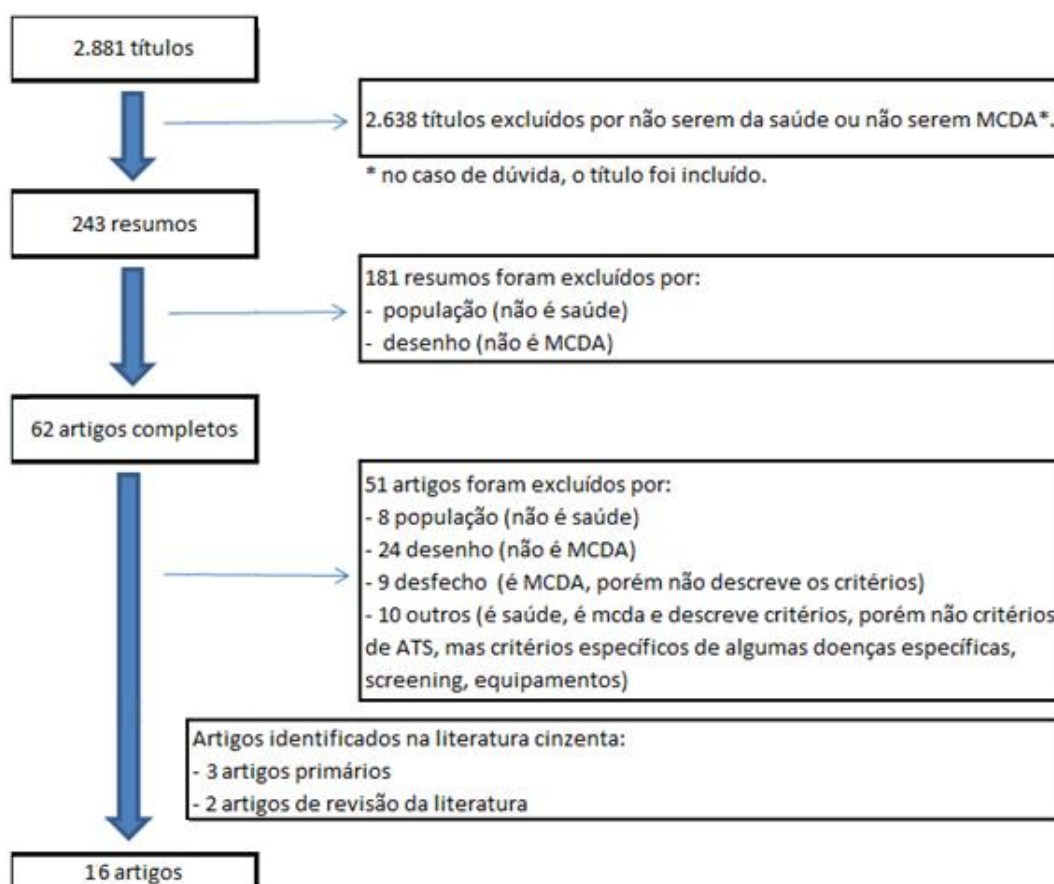 2.881 títulos
2.638 títulos excluídos por não serem da saúde ou não serem MCDA*.
* no caso de dúvida, o título foi incluído.
243 resumos
181 resumos foram excluídos por:
- população (não é saúde)
- desenho (não é MCDA)
62 artigos completos
51 artigos foram excluídos por:
- 8 população (não é saúde)
- 24 desenho (não é MCDA)
- 9 desfecho (é MCDA, porém não descreve os critérios)
- 10 outros (é saúde, é mcda e descreve critérios, porém não critérios
de ATS, mas critérios específicos de algumas doenças específicas,
screening, equipamentos)
Artigos identificados na literatura cinzenta:
- 3 artigos primários
- 2 artigos de revisão da literatura
16 artigos